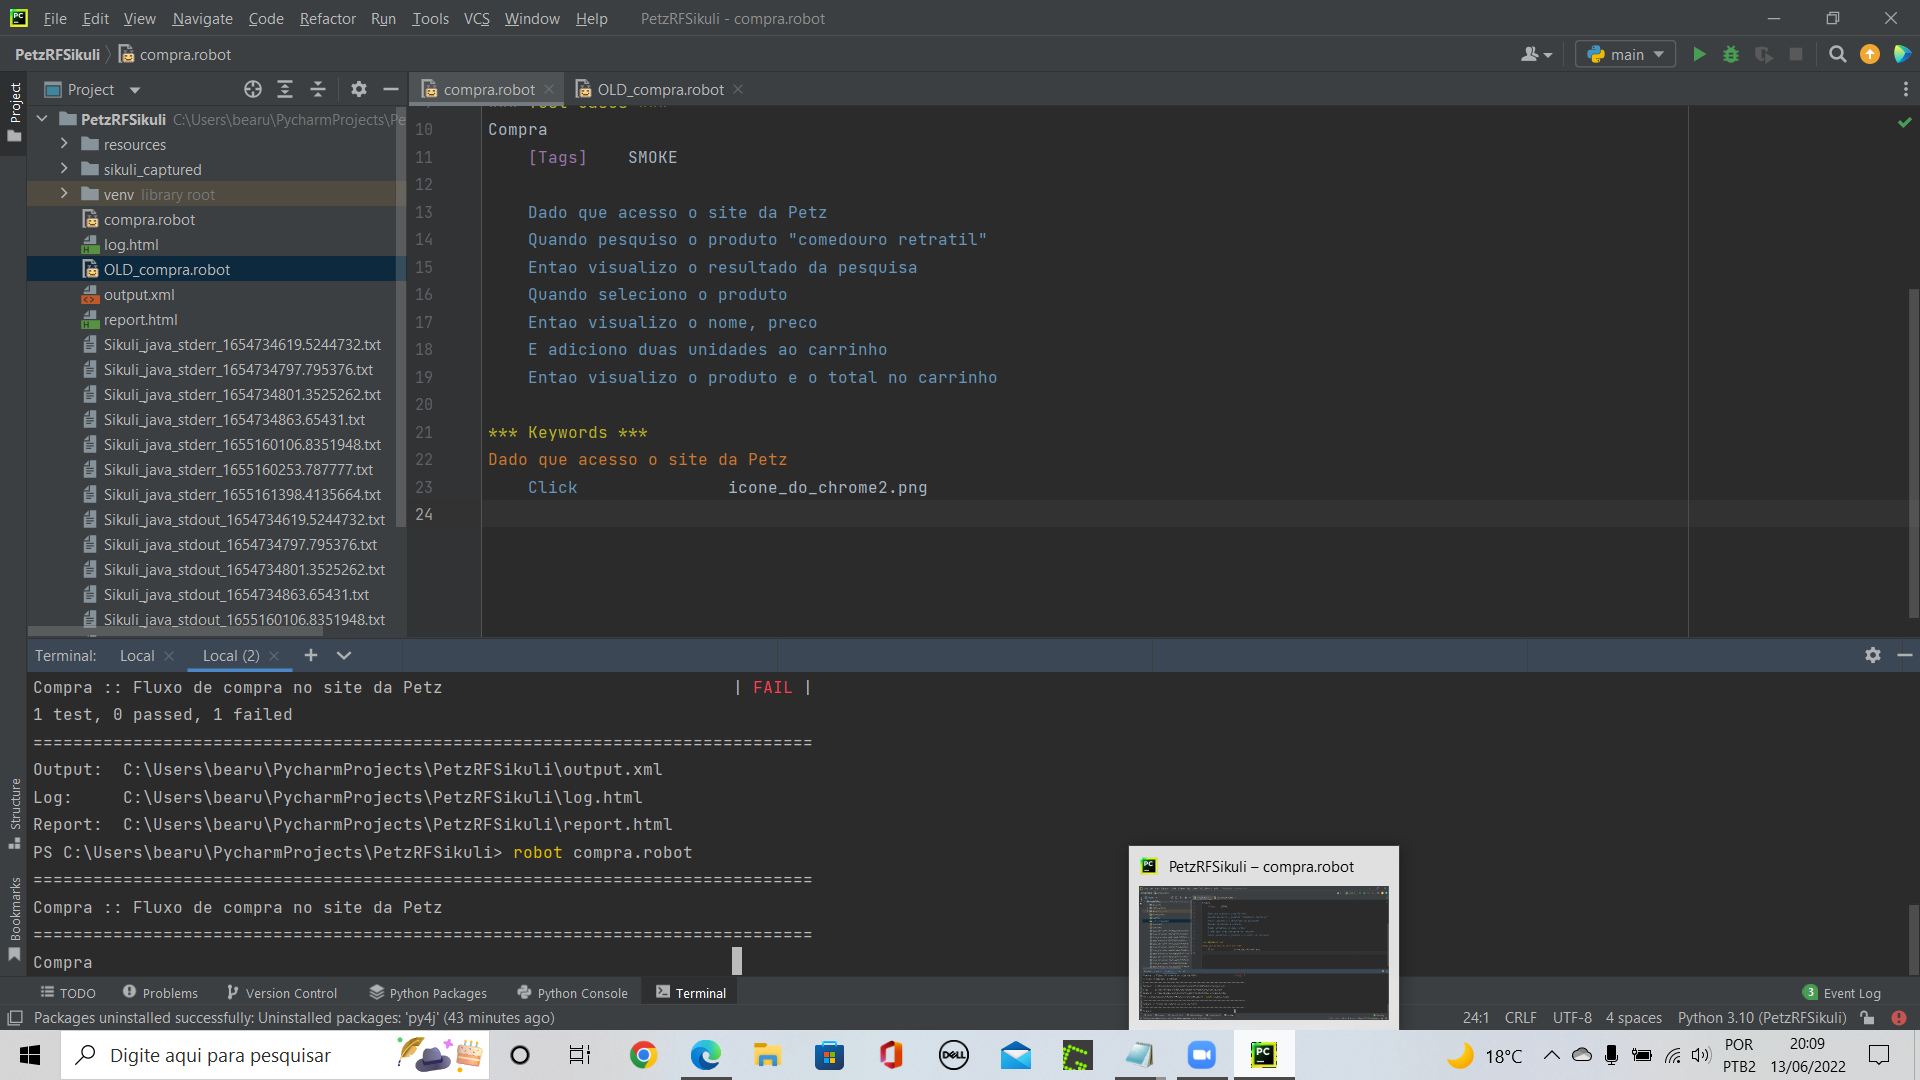 File Edit View Navigate Code Refactor Run Tools VCS Window Help PetzRFSikuli - compra.robot
PetzRFSikuli compra.robot main
Project
Project compra.robot OLD_compra.robot
PetzRFSikuli C:\Users\bearu\PycharmProjects\Pe
resources
sikuli_captured
venv library root
compra.robot
log.html
OLD_compra.robot
output.xml
report.html
Sikuli_java_stderr_1654734619.5244732.txt
Sikuli_java_stderr_1654734797.795376.txt
Sikuli_java_stderr_1654734801.3525262.txt
Sikuli_java_stderr_1654734863.65431.txt
Sikuli_java_stderr_1655160106.8351948.txt
Sikuli_java_stderr_1655160253.787777.txt
Sikuli_java_stderr_1655161398.4135664.txt
Sikuli_java_stdout_1654734619.5244732.txt
Sikuli_java_stdout_1654734797.795376.txt
Sikuli_java_stdout_1654734801.3525262.txt
Sikuli_java_stdout_1654734863.65431.txt
Sikuli_java_stdout_1655160106.8351948.txt
10 Compra
11 [Tags] SMOKE
12
13 Dado que acesso o site da Petz
14 Quando pesquiso o produto "comedouro retratil"
15 Entao visualizo o resultado da pesquisa
16 Quando seleciono o produto
17 Entao visualizo o nome, preco
18 E adiciono duas unidades ao carrinho
19 Entao visualizo o produto e o total no carrinho
20
21 *** Keywords ***
22 Dado que acesso o site da Petz
23 Click icone_do_chrome2.png
24
Terminal: Local Local (2)
Compra :: Fluxo de compra no site da Petz | FAIL |
1 test, 0 passed, 1 failed
==============================================================================
Output: C:\Users\bearu\PycharmProjects\PetzRFSikuli\output.xml
Log: C:\Users\bearu\PycharmProjects\PetzRFSikuli\log.html
Report: C:\Users\bearu\PycharmProjects\PetzRFSikuli\report.html
PS C:\Users\bearu\PycharmProjects\PetzRFSikuli> robot compra.robot
==============================================================================
Compra :: Fluxo de compra no site da Petz
==============================================================================
Compra
Structure
Bookmarks
PetzRFSikuli – compra.robot
TODO Problems Version Control Python Packages Python Console Terminal 3 Event Log
Packages uninstalled successfully: Uninstalled packages: 'py4j' (43 minutes ago) 24:1 CRLF UTF-8 4 spaces Python 3.10 (PetzRFSikuli)
Digite aqui para pesquisar DELL PC 18°C POR 20:09
PTB2 13/06/2022